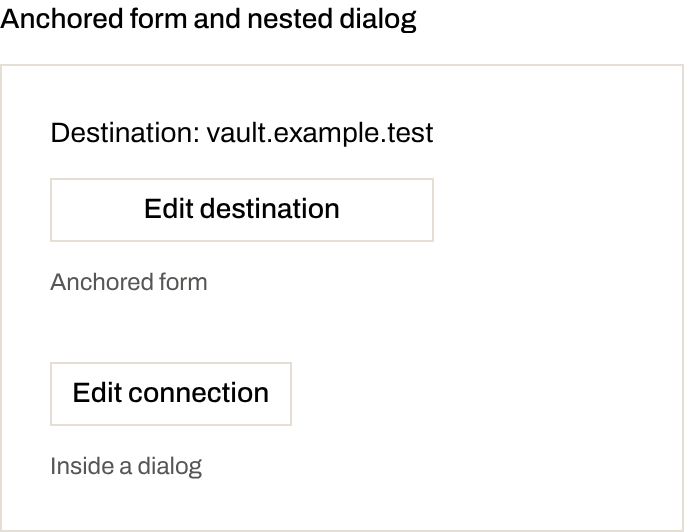 Anchored form and nested dialog
Destination: vault.example.test
Edit destination
Anchored form
Edit connection
Inside a dialog